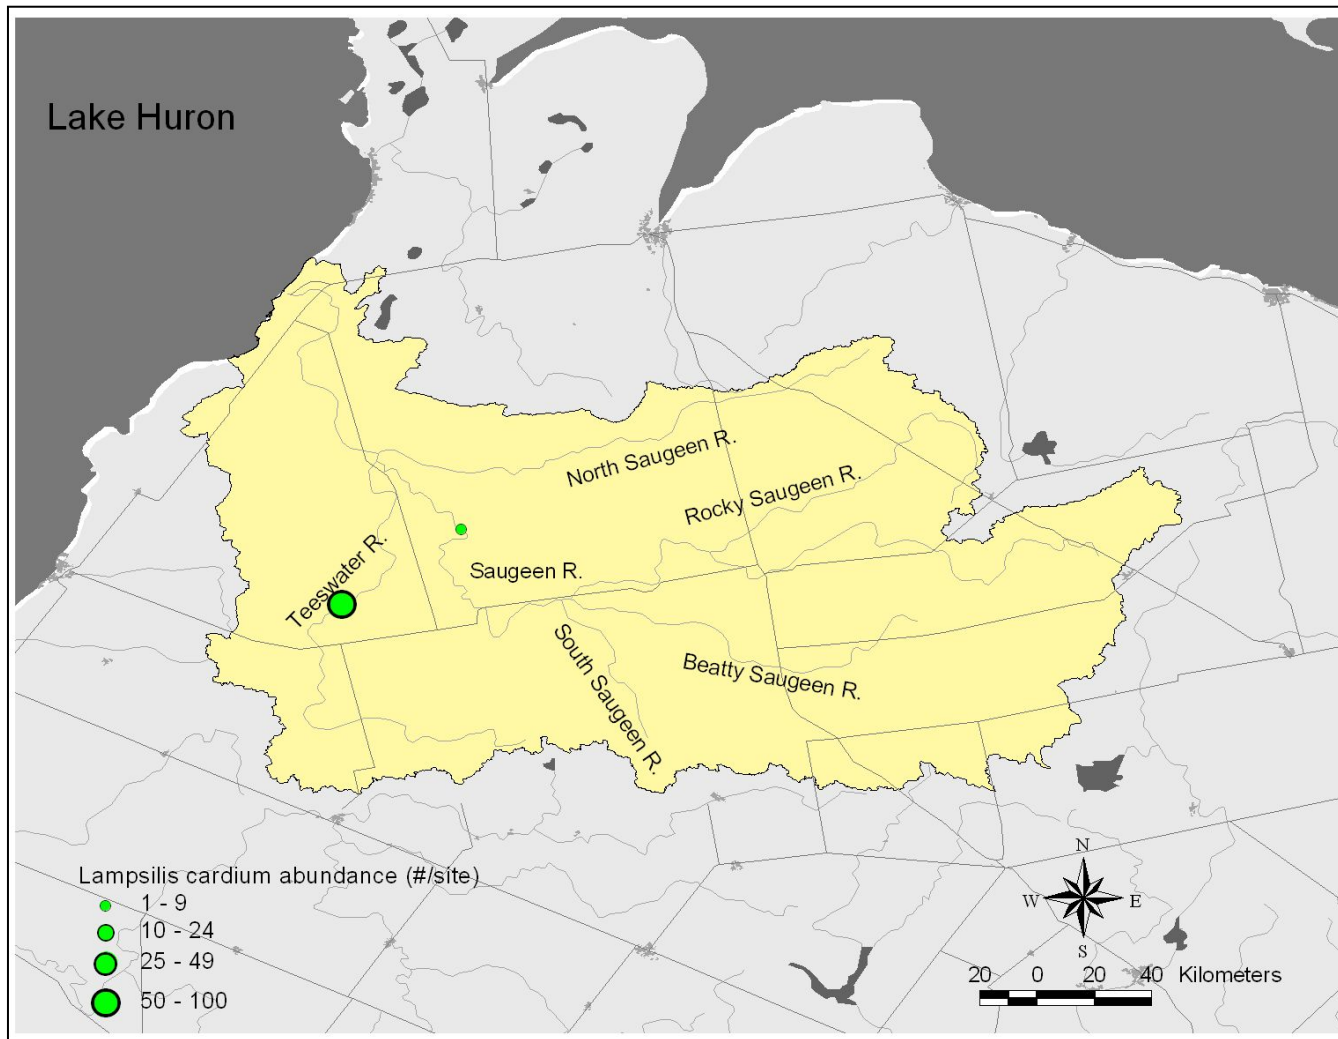 Lake Huron
North Saugeen R.
Rocky Saugeen R.
Teeswater R.
Saugeen R.
South Saugeen R.
Beatty Saugeen R.
Lampsilis cardium abundance (#/site)
1 - 9
10 - 24
25 - 49
50 - 100
N
W E
S
20 0 20 40 Kilometers